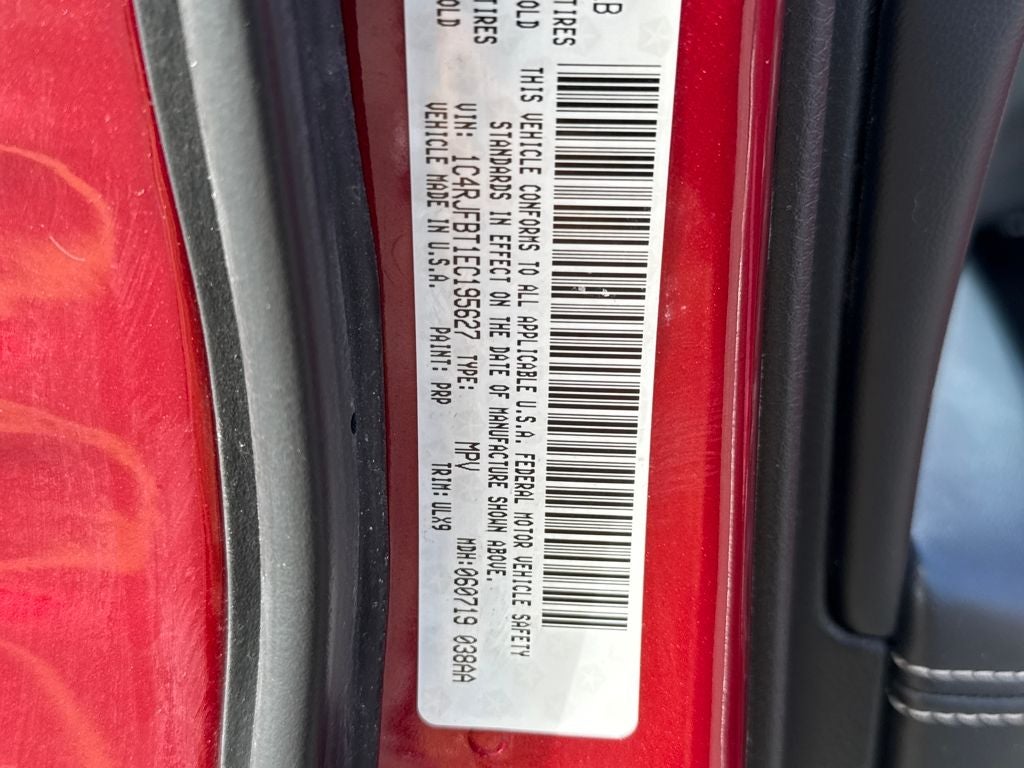 B
TIRES
OLD
TIRES
OLD
THIS VEHICLE CONFORMS TO ALL APPLICABLE U.S.A. FEDERAL MOTOR VEHICLE SAFETY
STANDARDS IN EFFECT ON THE DATE OF MANUFACTURE SHOWN ABOVE.
VIN: 1C4RJFBT1EC195627 TYPE: MPV MDH:060719 038AA
VEHICLE MADE IN U.S.A. PAINT: PRP TRIM:ULX9